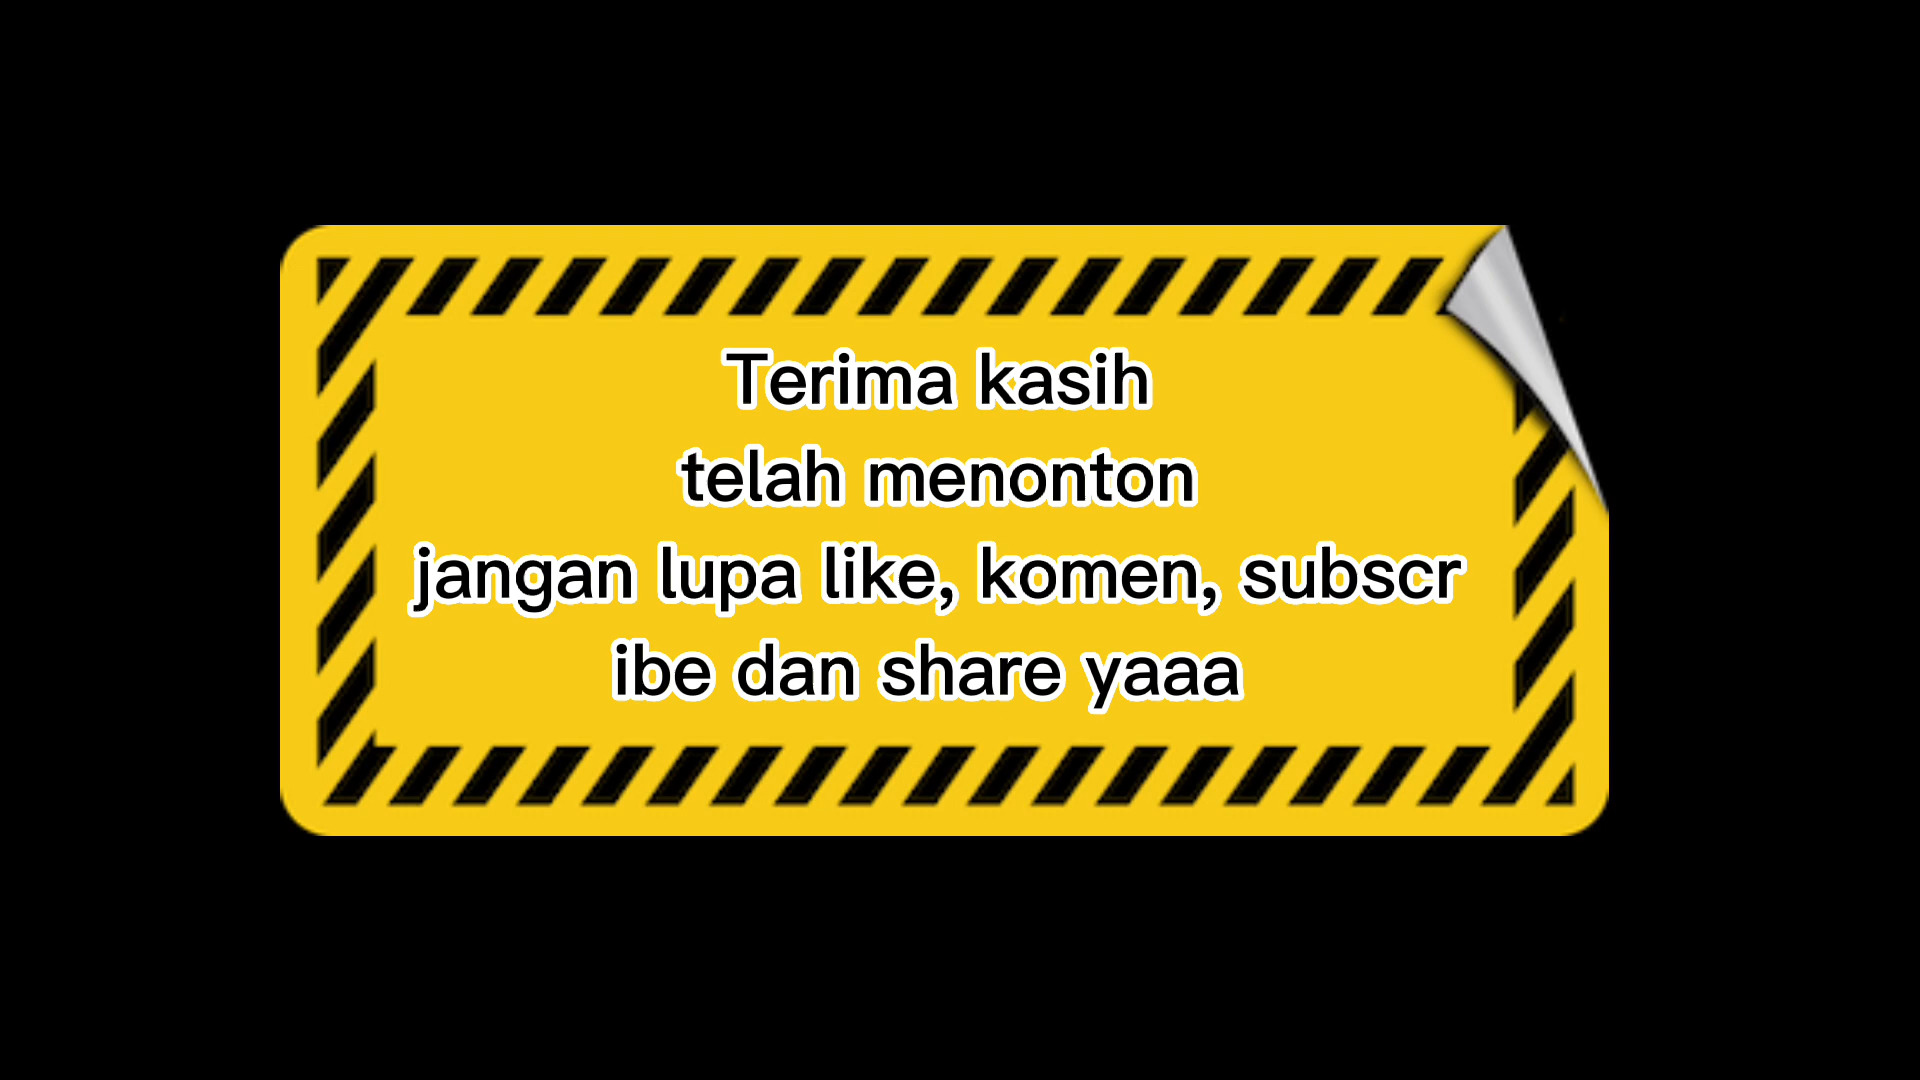 Terima kasih
telah menonton
jangan lupa like, komen, subscr
ibe dan share yaaa